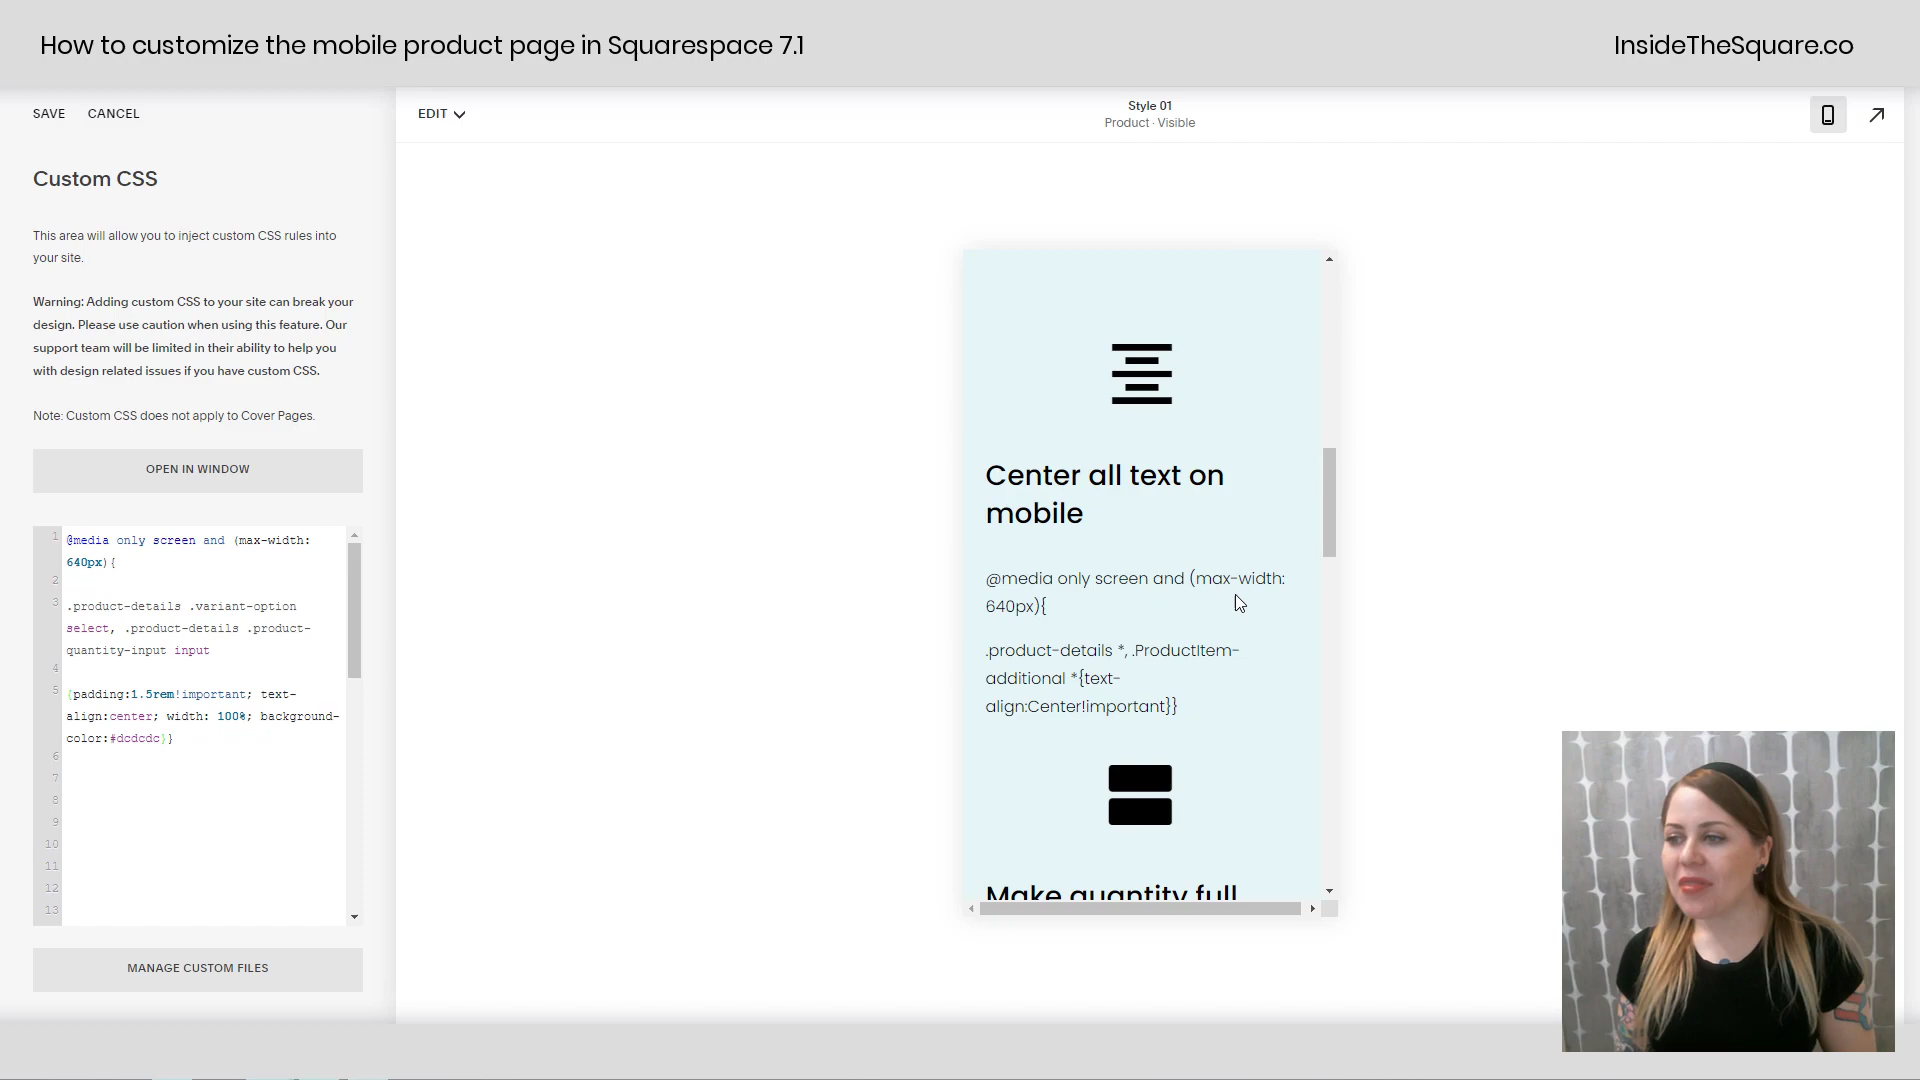 How to customize the mobile product page in Squarespace 7.1
InsideTheSquare.co
SAVE CANCEL
EDIT
Style 01
Product · Visible
Custom CSS
This area will allow you to inject custom CSS rules into
your site.
Warning: Adding custom CSS to your site can break your
design. Please use caution when using this feature. Our
support team will be limited in their ability to help you
with design related issues if you have custom CSS.
Note: Custom CSS does not apply to Cover Pages.
OPEN IN WINDOW
1 @media only screen and (max-width:
640px){
2
3 .product-details .variant-option
select, .product-details .product-
quantity-input input
4
5 {padding:1.5rem!important; text-
align:center; width: 100%; background-
color:#dcdcdc}}
6
7
8
9
10
11
12
13
MANAGE CUSTOM FILES
Center all text on
mobile
@media only screen and (max-width:
640px){
.product-details *, .ProductItem-
additional *{text-
align:Center!important}}
Make quantity full